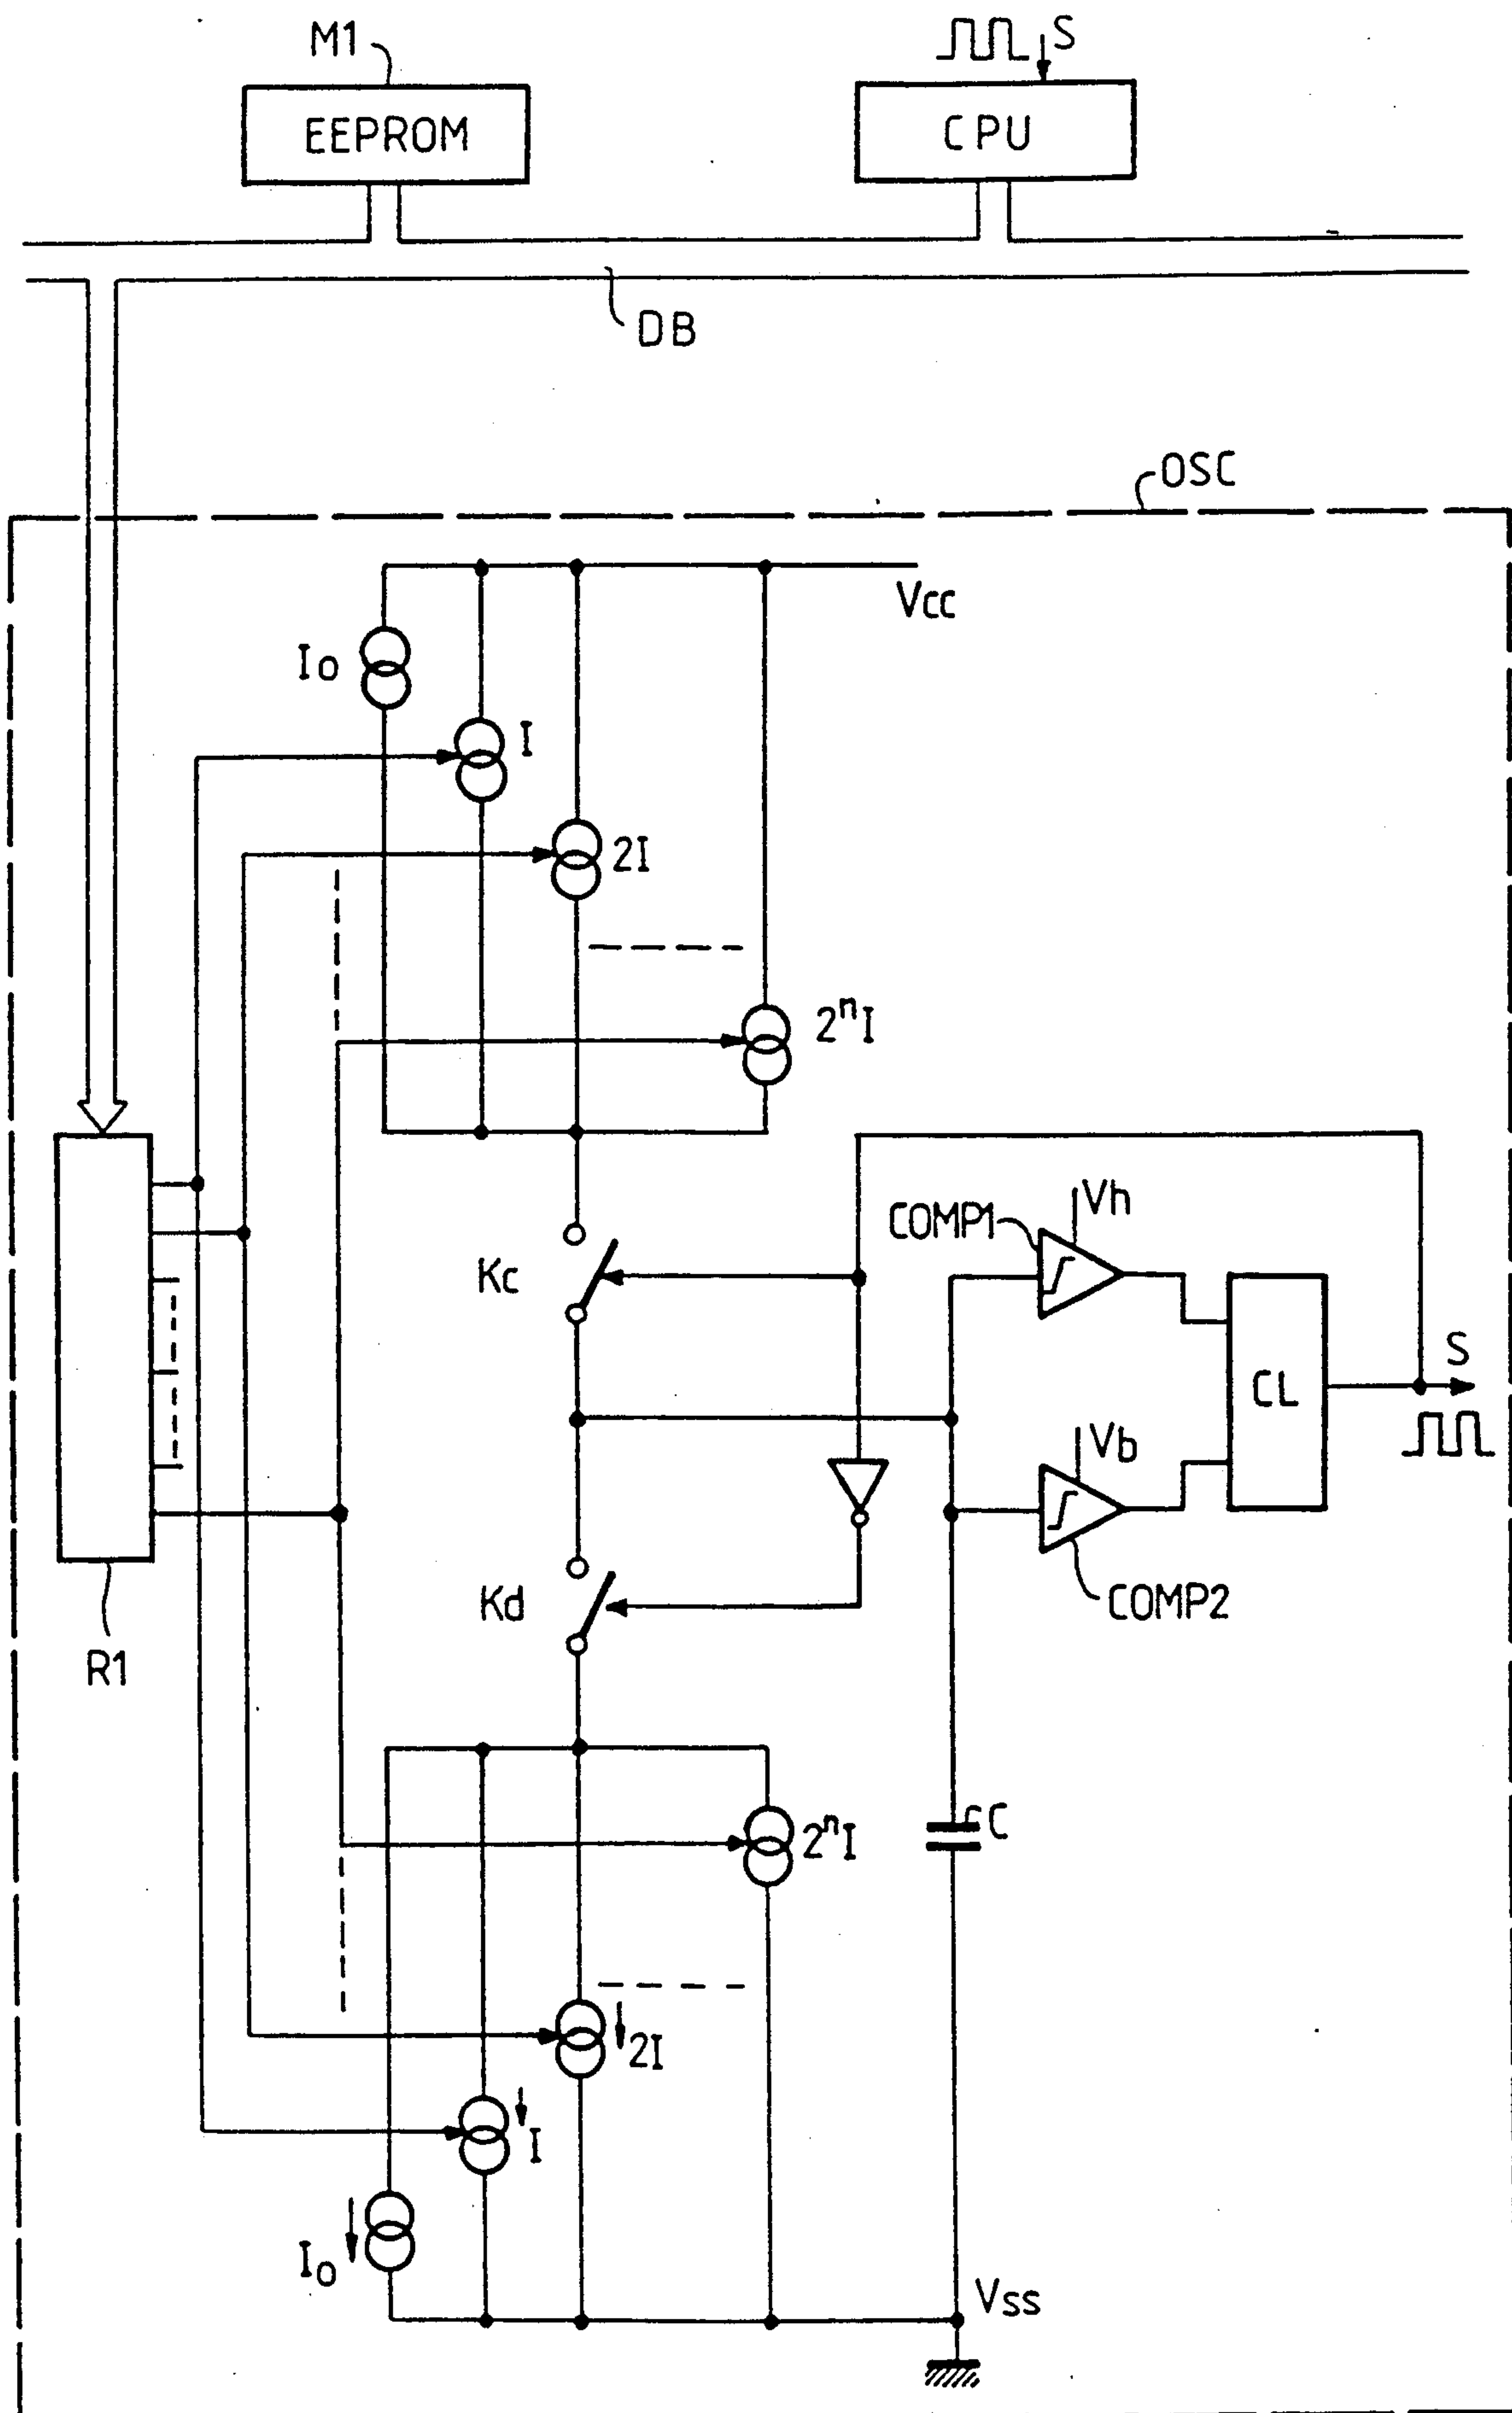 M1
S
EEPROM
CPU
DB
OSC
Vcc
Io
I
2I
2ⁿI
Vh
COMP1
Kc
S
CL
Vb
Kd
COMP2
R1
C
2ⁿI
2I
I
Io
Vss